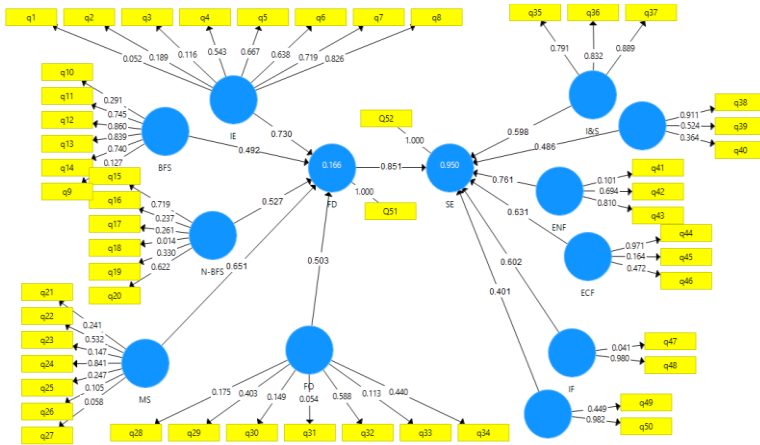 q1 q2 q3 q4 q5 q6 q7 q8
0.052 0.189 0.116 0.543 0.667 0.638 0.719 0.826
IE
0.730
q10
q11
q12
q13
q14
q9
0.291
0.745
0.860
0.839
0.740
0.127
BFS
0.492
q15
q16
q17
q18
q19
q20
0.719
0.237
0.261
0.014
0.330
0.622
N-BFS
0.527
q21
q22
q23
q24
q25
q26
q27
0.241
0.532
0.147
0.841
0.247
0.105
0.058
MS
0.651
FO
0.503
0.175 0.403 0.149 0.054 0.588 0.113 0.440
q28 q29 q30 q31 q32 q33 q34
0.166
FD
1.000
Q51
0.851
Q52
1.000
0.950
SE
q35 q36 q37
0.791 0.832 0.889
I&S
0.598
q38
q39
q40
0.911
0.524
0.364
0.486
q41
q42
q43
0.101
0.694
0.810
ENF
0.761
q44
q45
q46
0.971
0.164
0.472
ECF
0.631
q47
q48
0.041
0.980
IF
0.602
q49
q50
0.449
0.982
0.401